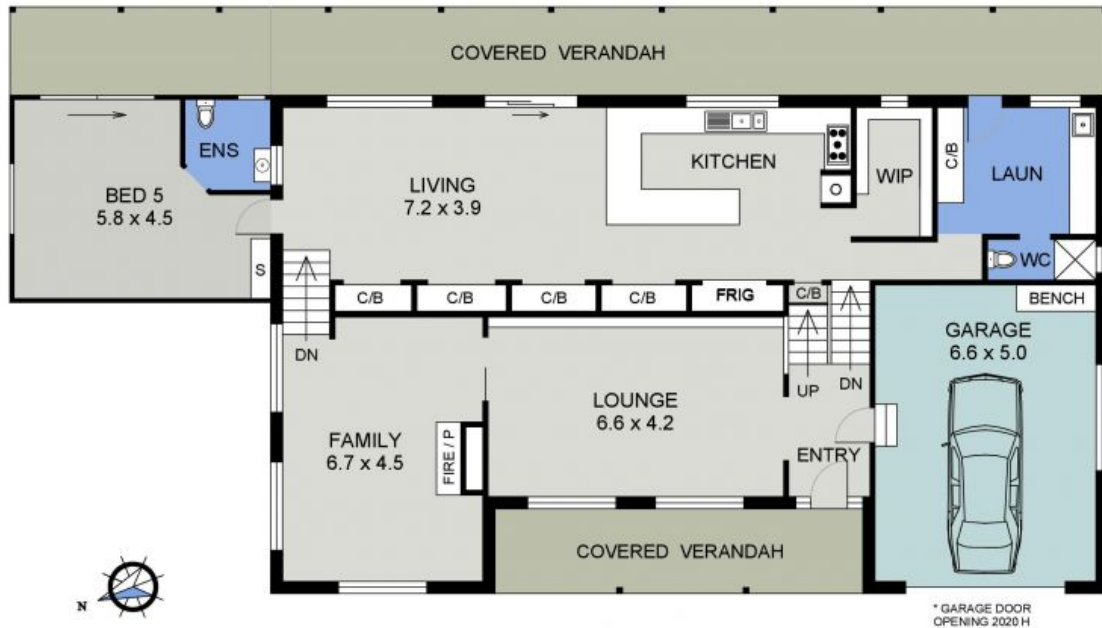 COVERED VERANDAH
ENS
BED 5
5.8 x 4.5
S
LIVING
7.2 x 3.9
KITCHEN
WIP
C/B
LAUN
WC
C/B
C/B
C/B
C/B
FRIG
C/B
BENCH
DN
UP
DN
GARAGE
6.6 x 5.0
LOUNGE
6.6 x 4.2
FAMILY
6.7 x 4.5
FIRE / P
ENTRY
COVERED VERANDAH
N
* GARAGE DOOR
OPENING 2020 H